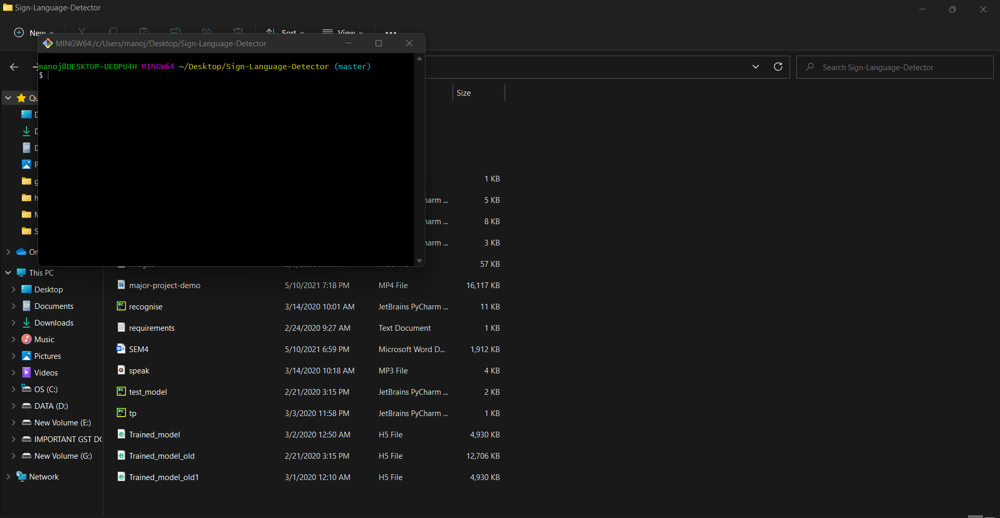 Sign-Language-Detector
New
Sort
View
MINGW64:/c/Users/manoj/Desktop/Sign-Language-Detector
manoj@DESKTOP-UEDPU4H MINGW64 ~/Desktop/Sign-Language-Detector (master)
$
Search Sign-Language-Detector
Size
1 KB
5 KB
8 KB
3 KB
57 KB
This PC
Desktop
Documents
Downloads
Music
Pictures
Videos
OS (C:)
DATA (D:)
New Volume (E:)
IMPORTANT GST
New Volume (G:)
Network
major-project-demo 5/10/2021 7:18 PM MP4 File 16,117 KB
recognise 3/14/2020 10:01 AM JetBrains PyCharm ... 11 KB
requirements 2/24/2020 9:27 AM Text Document 1 KB
SEM4 5/10/2021 6:59 PM Microsoft Word D... 1,912 KB
speak 3/14/2020 10:18 AM MP3 File 4 KB
test_model 2/21/2020 3:15 PM JetBrains PyCharm ... 2 KB
tp 3/3/2020 11:58 PM JetBrains PyCharm ... 1 KB
Trained_model 3/2/2020 12:50 AM H5 File 4,930 KB
Trained_model_old 2/21/2020 3:15 PM H5 File 12,706 KB
Trained_model_old1 3/1/2020 12:10 AM H5 File 4,930 KB